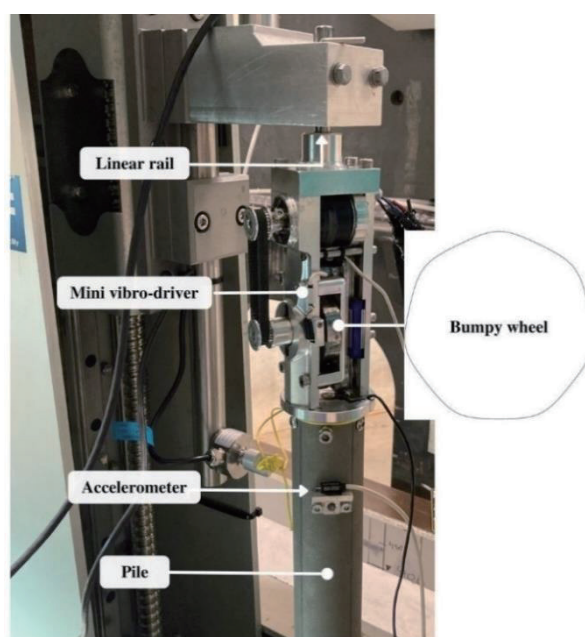 Linear rail
Mini vibro-driver
Bumpy wheel
Accelerometer
Pile